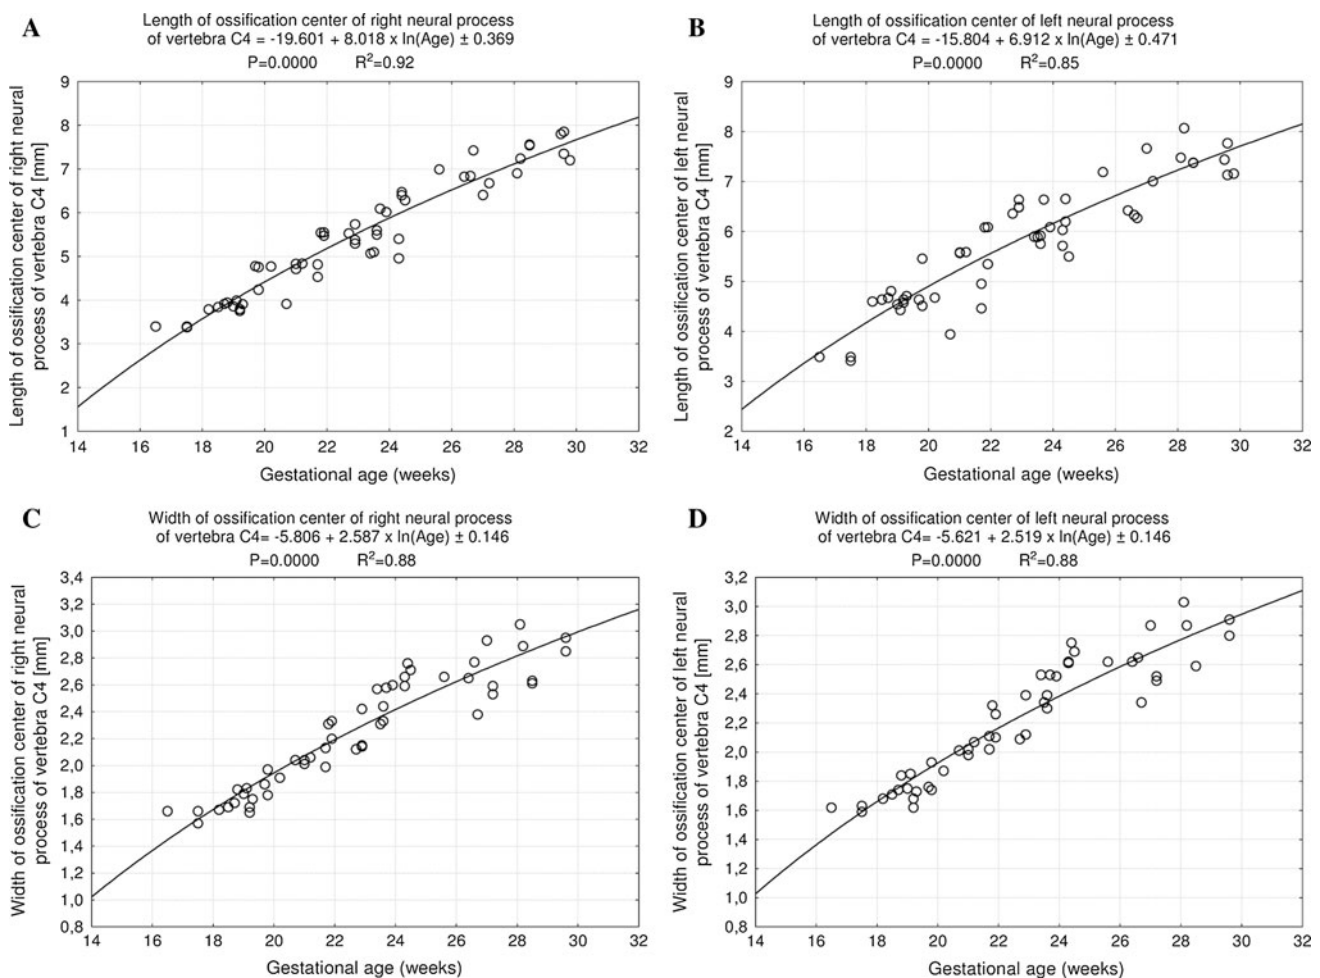 A
Length of ossification center of right neural process
of vertebra C4 = -19.601 + 8.018 x ln(Age) ± 0.369
P=0.0000 R²=0.92
Length of ossification center of right neural
process of vertebra C4 [mm]
9
8
7
6
5
4
3
2
1
14 16 18 20 22 24 26 28 30 32
Gestational age (weeks)
B
Length of ossification center of left neural process
of vertebra C4 = -15.804 + 6.912 x ln(Age) ± 0.471
P=0.0000 R²=0.85
Length of ossification center of left neural
process of vertebra C4 [mm]
9
8
7
6
5
4
3
2
14 16 18 20 22 24 26 28 30 32
Gestational age (weeks)
C
Width of ossification center of right neural process
of vertebra C4= -5.806 + 2.587 x ln(Age) ± 0.146
P=0.0000 R²=0.88
Width of ossification center of right neural
process of vertebra C4 [mm]
3,4
3,2
3,0
2,8
2,6
2,4
2,2
2,0
1,8
1,6
1,4
1,2
1,0
0,8
14 16 18 20 22 24 26 28 30 32
Gestational age (weeks)
D
Width of ossification center of left neural process
of vertebra C4= -5.621 + 2.519 x ln(Age) ± 0.146
P=0.0000 R²=0.88
Width of ossification center of left neural
process of vertebra C4 [mm]
3,2
3,0
2,8
2,6
2,4
2,2
2,0
1,8
1,6
1,4
1,2
1,0
0,8
14 16 18 20 22 24 26 28 30 32
Gestational age (weeks)